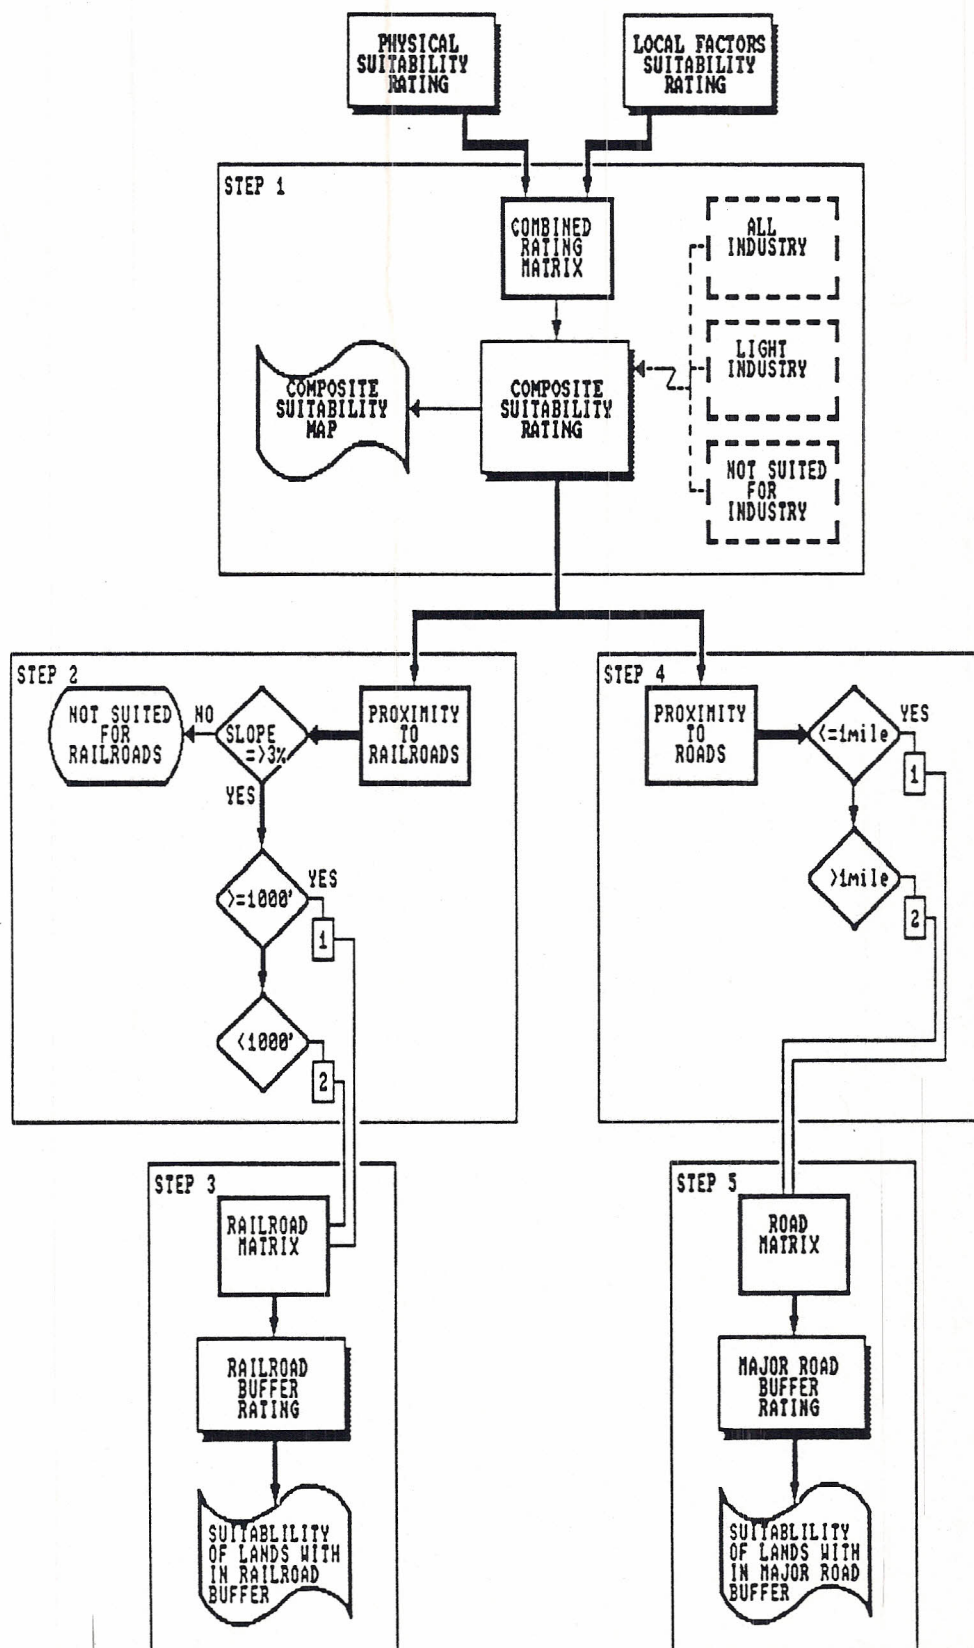 PHYSICAL
SUITABILITY
RATING
LOCAL FACTORS
SUITABILITY
RATING
STEP 1
COMBINED
RATING
MATRIX
ALL
INDUSTRY
LIGHT
INDUSTRY
NOT SUITED
FOR
INDUSTRY
COMPOSITE
SUITABILITY
MAP
COMPOSITE
SUITABILITY
RATING
STEP 2
NOT SUITED
FOR
RAILROADS
NO
SLOPE
=>3%
PROXIMITY
TO
RAILROADS
YES
>=1000'
YES
1
<1000'
2
STEP 4
PROXIMITY
TO
ROADS
<=1mile
YES
1
>1mile
2
STEP 3
RAILROAD
MATRIX
RAILROAD
BUFFER
RATING
SUITABLILITY
OF LANDS WITH
IN RAILROAD
BUFFER
STEP 5
ROAD
MATRIX
MAJOR ROAD
BUFFER
RATING
SUITABLILITY
OF LANDS WITH
IN MAJOR ROAD
BUFFER